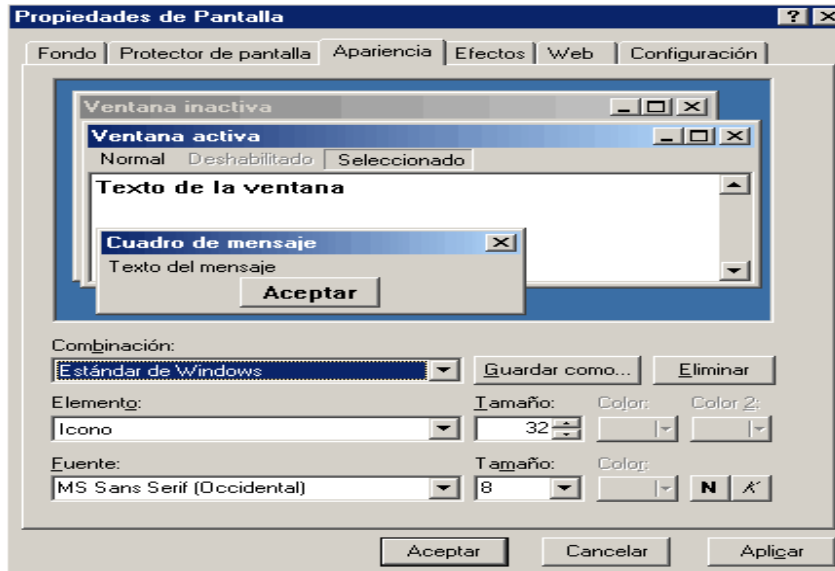 Propiedades de Pantalla
Fondo Protector de pantalla Apariencia Efectos Web Configuración
Ventana inactiva
Ventana activa
Normal Deshabilitado Seleccionado
Texto de la ventana
Cuadro de mensaje
Texto del mensaje
Aceptar
Combinación:
Estándar de Windows Guardar como... Eliminar
Elemento: Tamaño: Color: Color 2:
Icono 32
Fuente: Tamaño: Color:
MS Sans Serif (Occidental) 8 N K
Aceptar Cancelar Aplicar